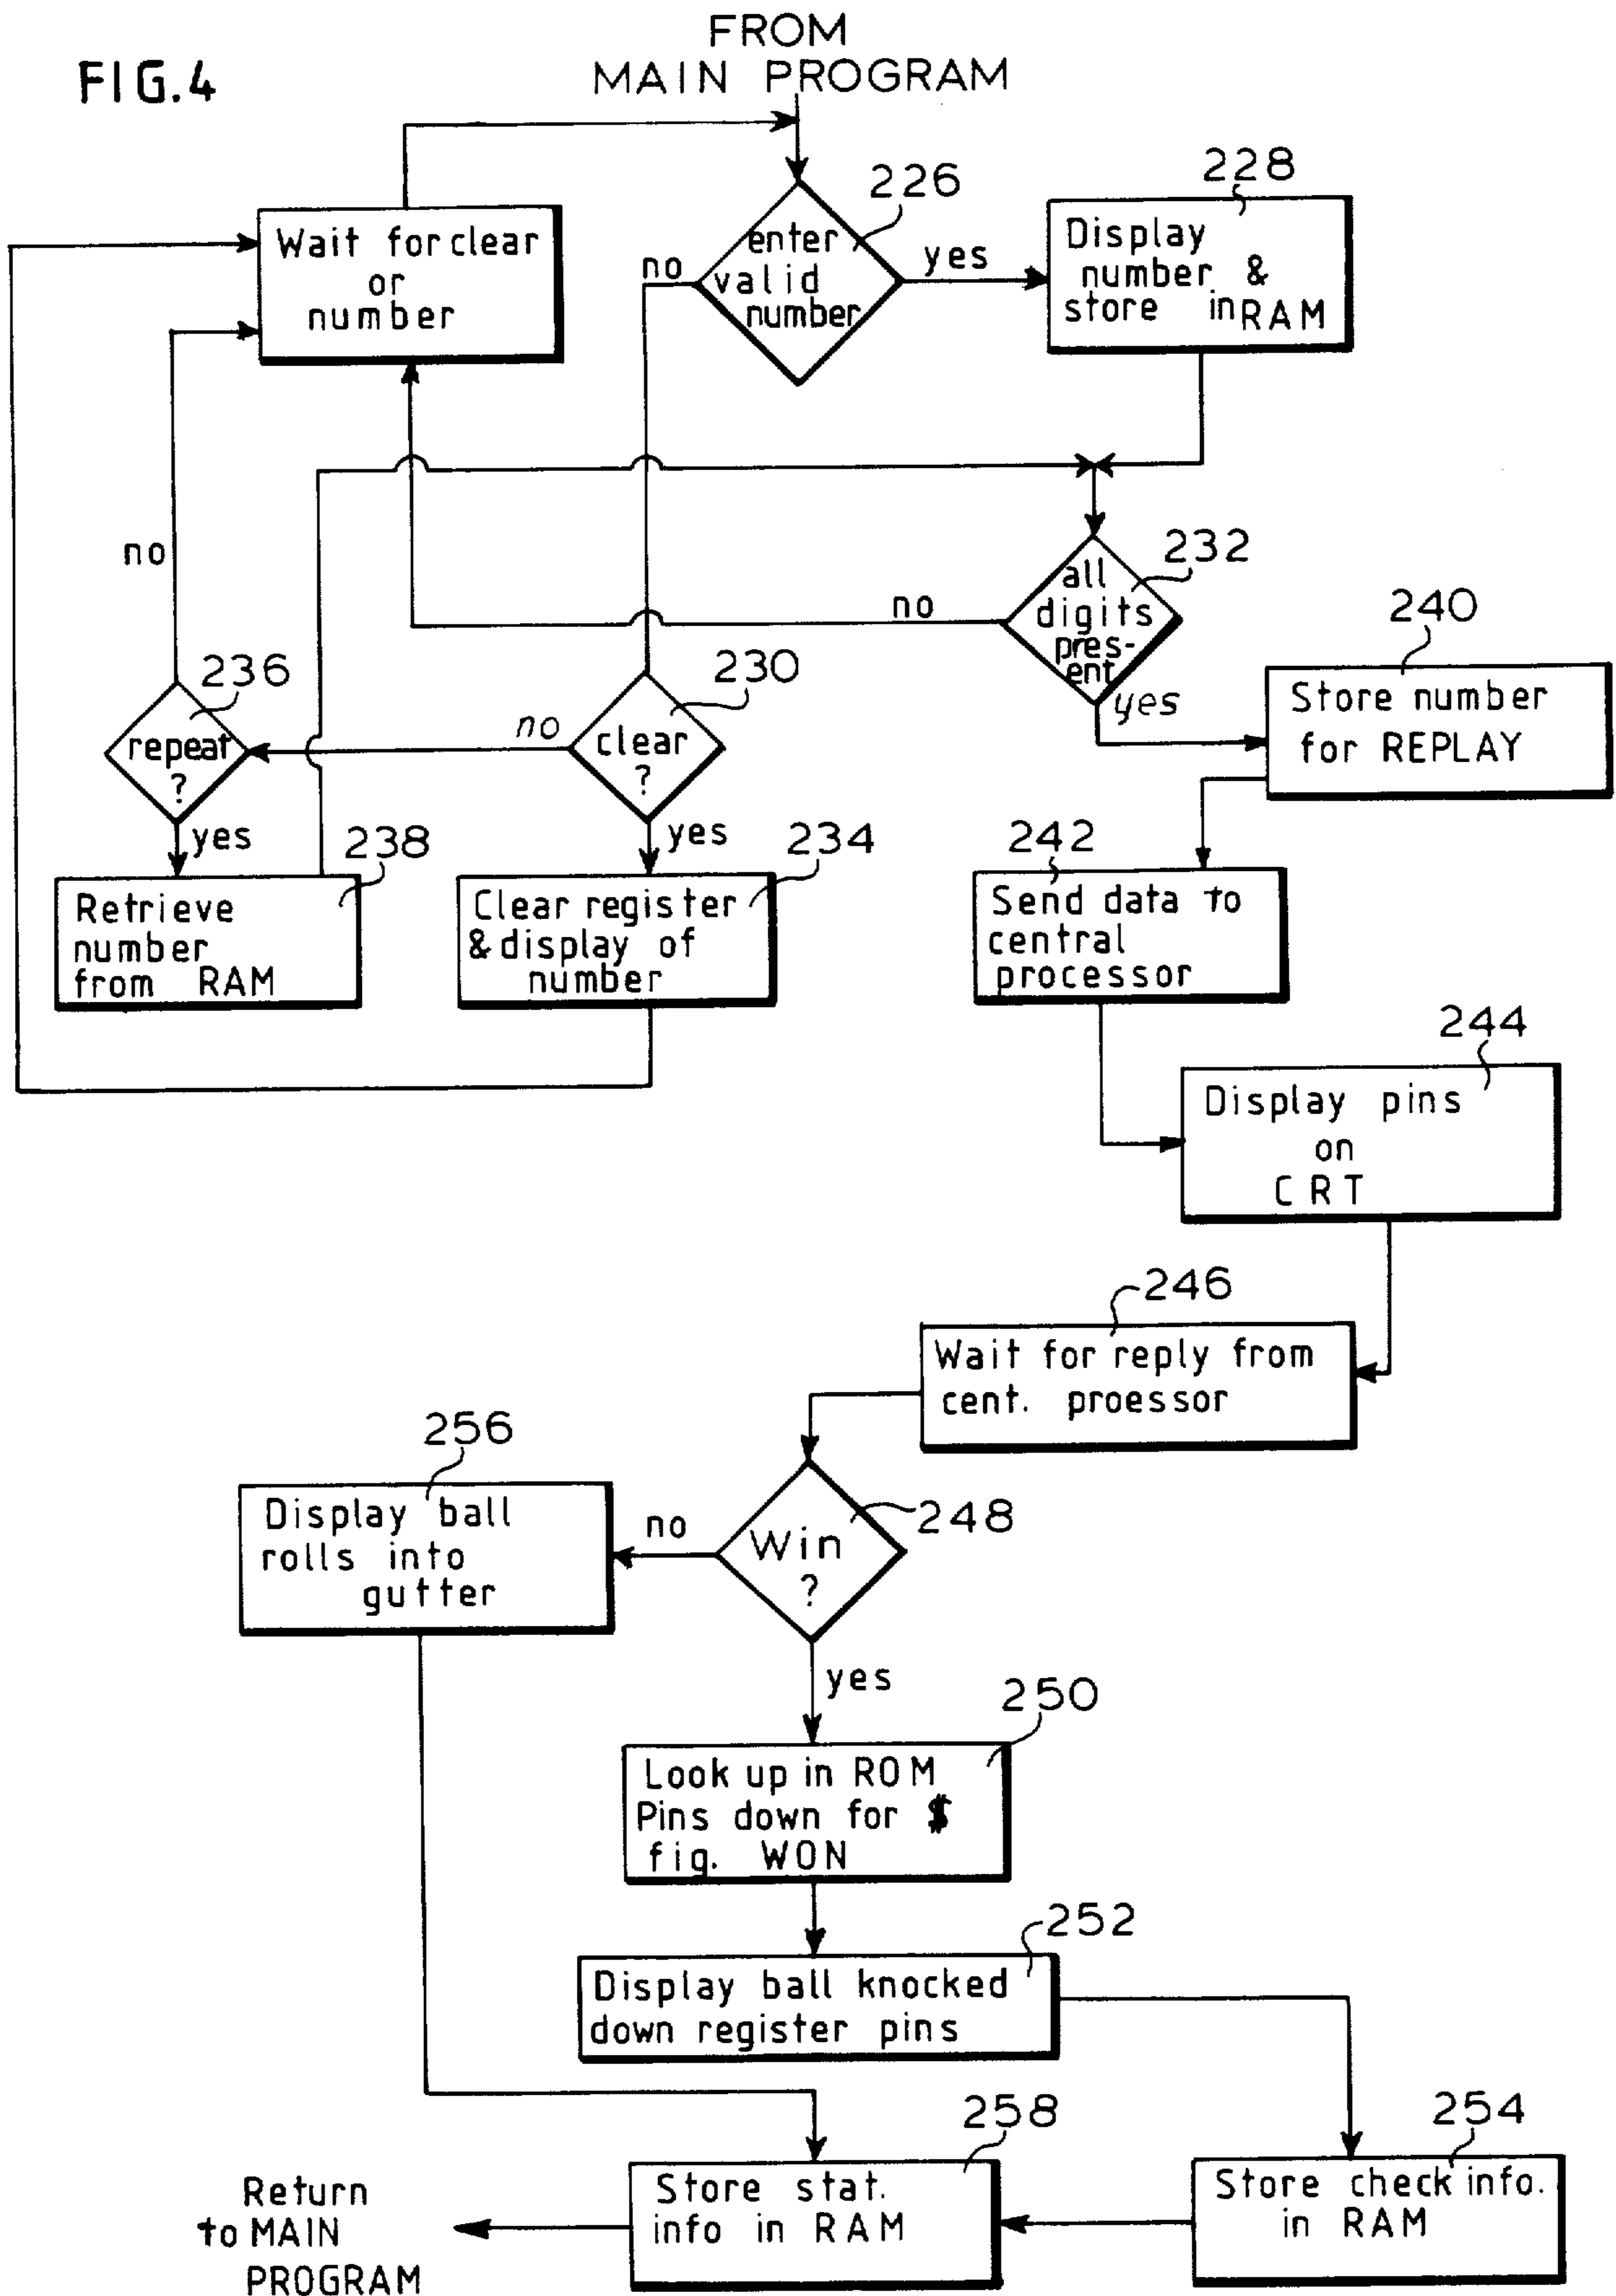 FROM
MAIN PROGRAM
FIG.4
226
228
Wait for clear
or
number
enter
valid
number
no
yes
Display
number &
store in RAM
no
232
all
digits
pres-
ent
no
yes
240
Store number
for REPLAY
236
repeat
?
no
230
clear
?
yes
238
yes
234
Retrieve
number
from RAM
Clear register
& display of
number
242
Send data to
central
processor
244
Display pins
on
CRT
246
Wait for reply from
cent. proessor
256
Display ball
rolls into
gutter
no
248
Win
?
yes
250
Look up in ROM
Pins down for $
fig. WON
252
Display ball knocked
down register pins
258
254
Store stat.
info in RAM
Store check info.
in RAM
Return
to MAIN
PROGRAM